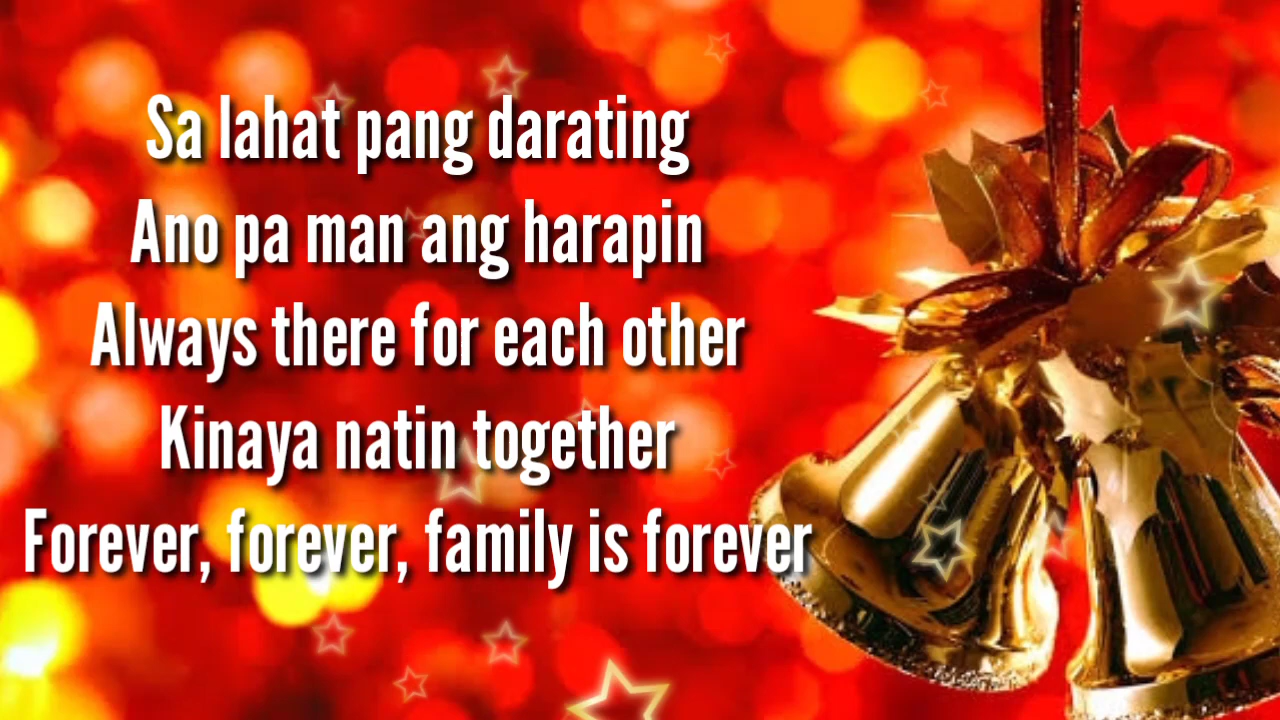 Sa lahat pang darating
Ano pa man ang harapin
Always there for each other
Kinaya natin together
Forever, forever, family is forever